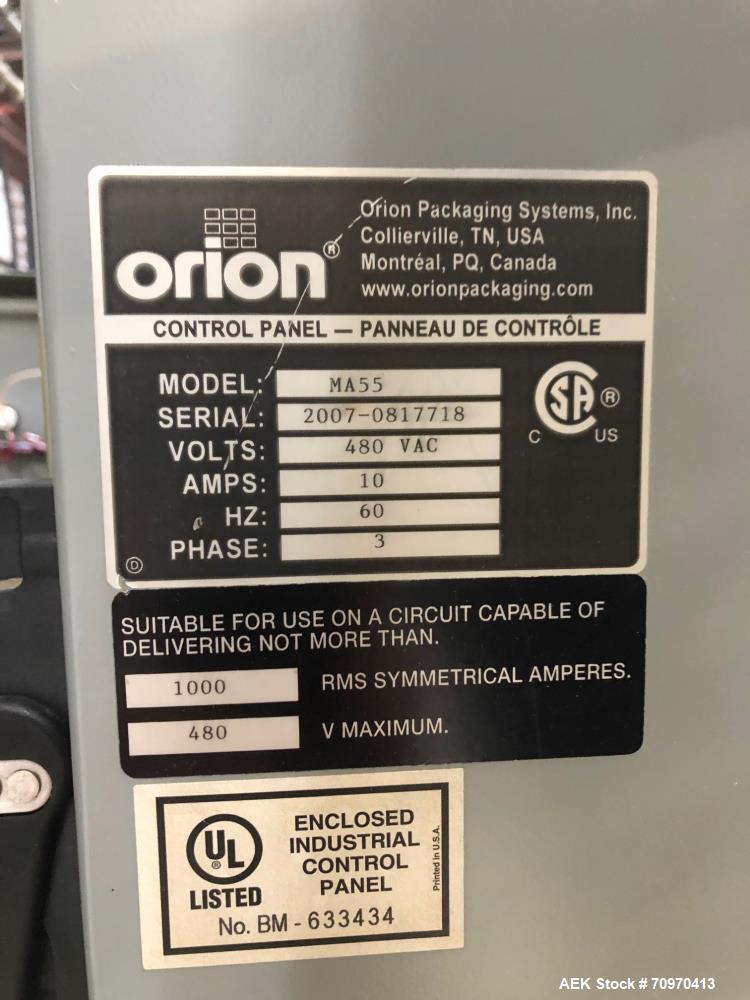 orion®
Orion Packaging Systems, Inc.
Collierville, TN, USA
Montréal, PQ, Canada
www.orionpackaging.com
CONTROL PANEL — PANNEAU DE CONTRÔLE
MODEL: MA55
SERIAL: 2007-0817718
VOLTS: 480 VAC
AMPS: 10
HZ: 60
PHASE: 3
CSA ®
C US
D
SUITABLE FOR USE ON A CIRCUIT CAPABLE OF
DELIVERING NOT MORE THAN.
1000 RMS SYMMETRICAL AMPERES.
480 V MAXIMUM.
UL ®
LISTED
ENCLOSED
INDUSTRIAL
CONTROL
PANEL
Printed in U.S.A.
No. BM - 633434
AEK Stock # 70970413